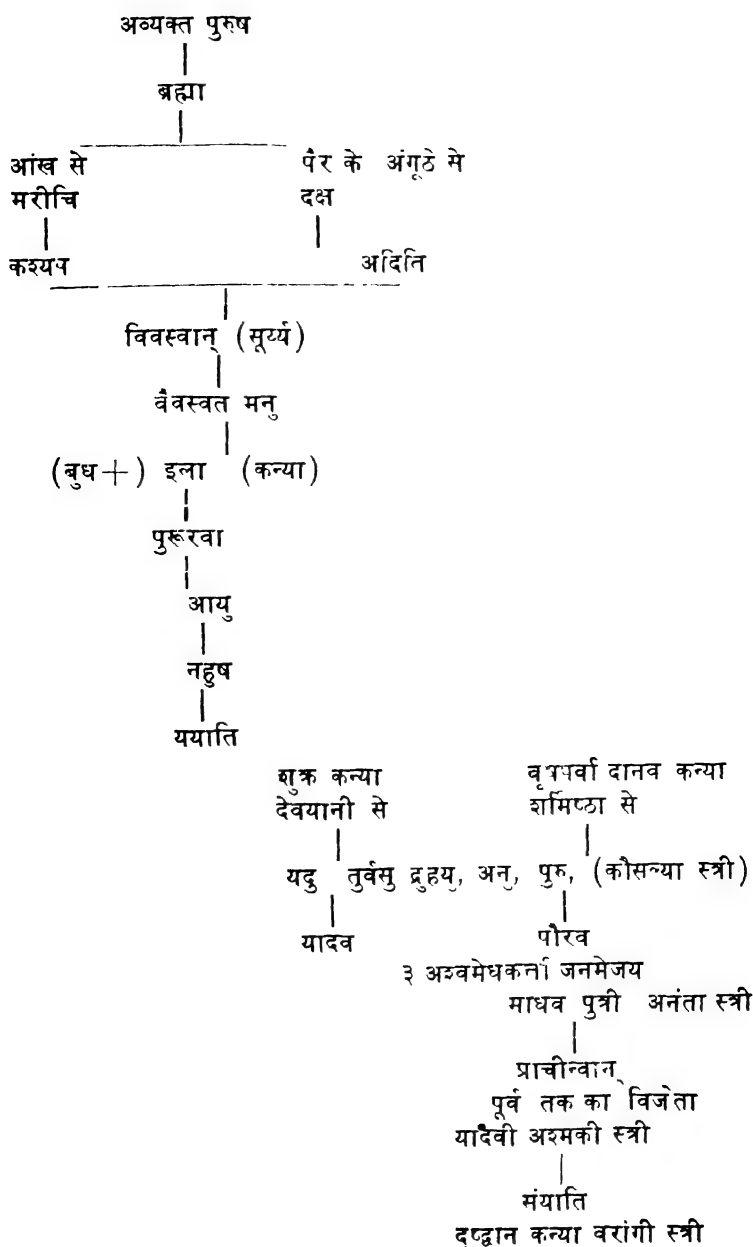 अव्यक्त पुरुष
ब्रह्मा
आंख से पैर के अंगूठे से
मरीचि दक्ष
कश्यप अदिति
विवस्वान् (सूर्य्य)
वैवस्वत मनु
(बुध +) इला (कन्या)
पुरूरवा
आयु
नहुष
ययाति
शुक्र कन्या वृषपर्वा दानव कन्या
देवयानी से शर्मिष्ठा से
यदु तुर्वसु द्रुहयु, अनु, पुरु, (कौसल्या स्त्री)
यादव पौरव
३ अश्वमेधकर्त्ता जनमेजय
माधव पुत्री अनंता स्त्री
प्राचीन्वान्
पूर्व तक का विजेता
यादवी अश्मकी स्त्री
संयाति
दृष्द्वान कन्या वरांगी स्त्री